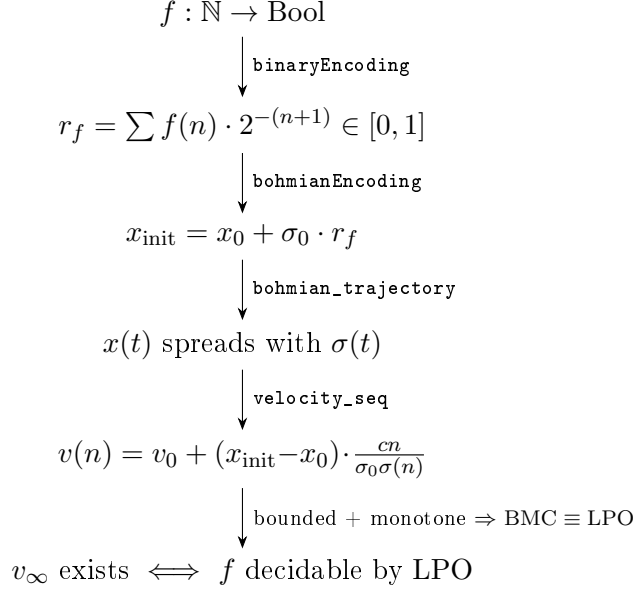 f : ℕ → Bool
binaryEncoding
r_f = ∑ f(n) · 2^{-(n+1)} ∈ [0, 1]
bohmianEncoding
x_init = x_0 + σ_0 · r_f
bohmian_trajectory
x(t) spreads with σ(t)
velocity_seq
v(n) = v_0 + (x_init−x_0) · \frac{cn}{σ_0σ(n)}
bounded + monotone ⇒ BMC ≡ LPO
v_∞ exists ⟺ f decidable by LPO